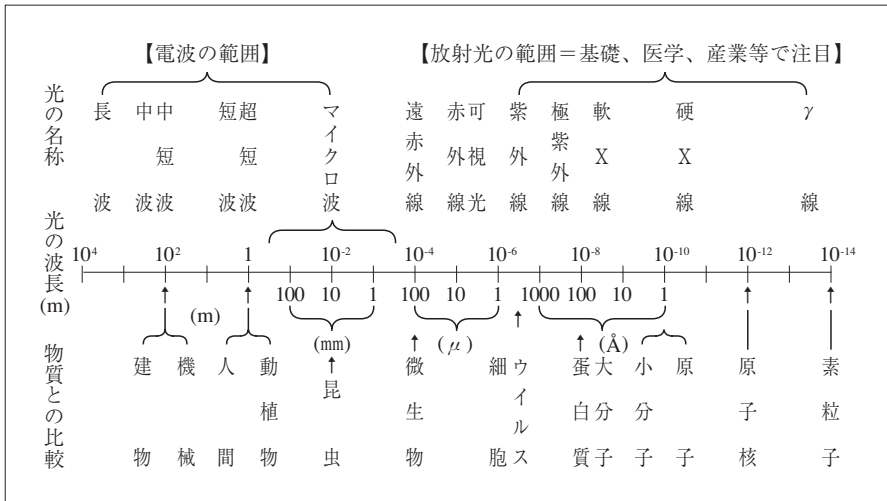 【電波の範囲】
【放射光の範囲＝基礎、医学、産業等で注目】
光の名称
長波
中波
中短波
短波
超短波
マイクロ波
遠赤外線
赤外線
可視光
紫外線
極紫外線
軟X線
硬X線
γ線
光の波長(m)
10⁴ 10² 1 10⁻² 10⁻⁴ 10⁻⁶ 10⁻⁸ 10⁻¹⁰ 10⁻¹² 10⁻¹⁴
100 10 1 100 10 1 1000 100 10 1
(m) (mm) (μ) (Å)
物質との比較
建物
機械
人間
動植物
昆虫
微生物
細胞
ウイルス
蛋白質
大分子
小分子
原子
原子核
素粒子